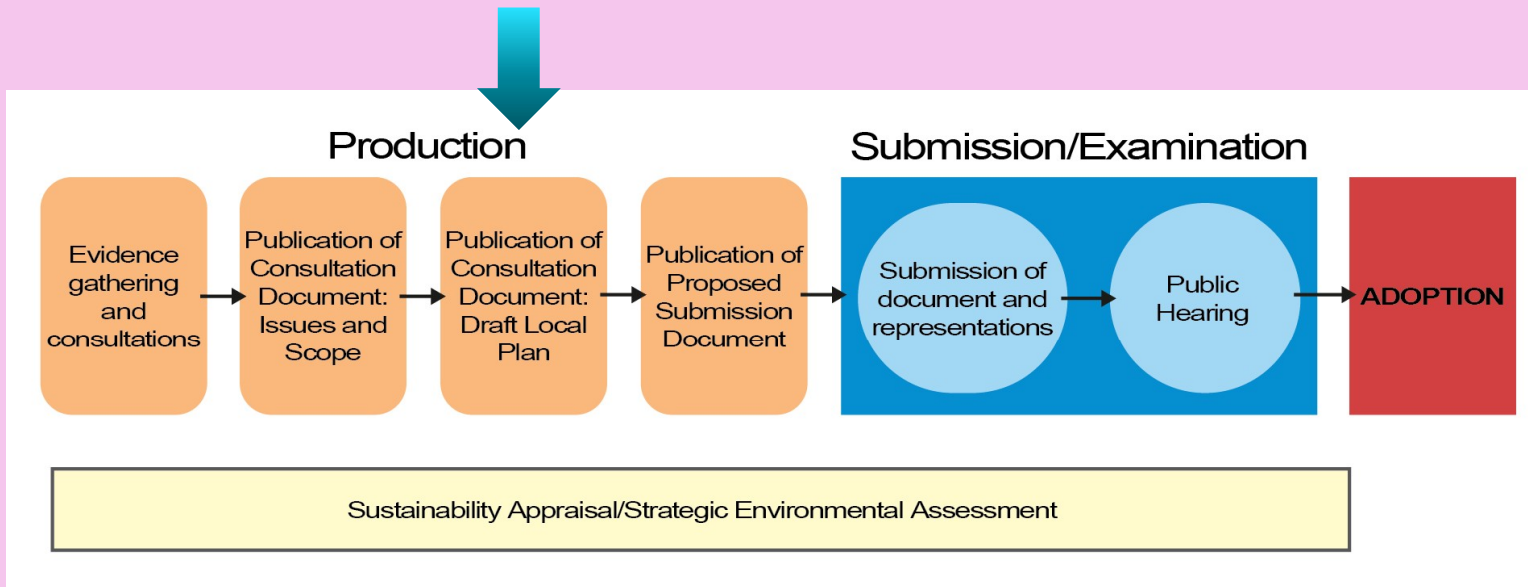 Production
Submission/Examination
Evidence
gathering
and
consultations
Publication of
Consultation
Document:
Issues and
Scope
Publication of
Consultation
Document:
Draft Local
Plan
Publication of
Proposed
Submission
Document
Submission of
document and
representations
Public
Hearing
ADOPTION
Sustainability Appraisal/Strategic Environmental Assessment